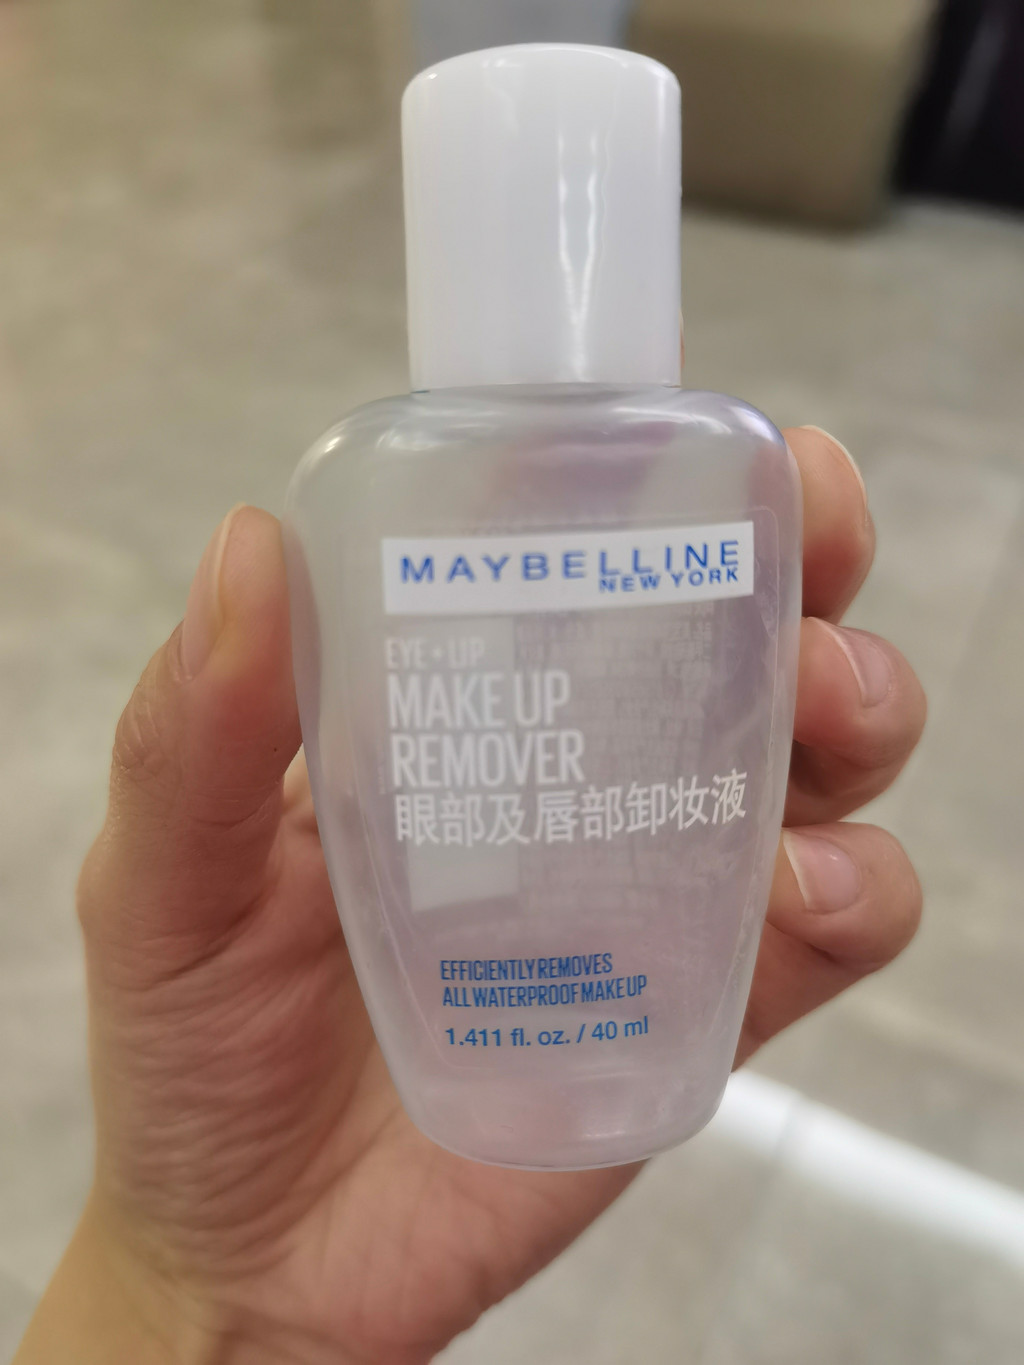 MAYBELLINE
NEW YORK
EYE + LIP
MAKE UP
REMOVER
眼部及唇部卸妆液
EFFICIENTLY REMOVES
ALL WATERPROOF MAKE UP
1.411 fl. oz. / 40 ml